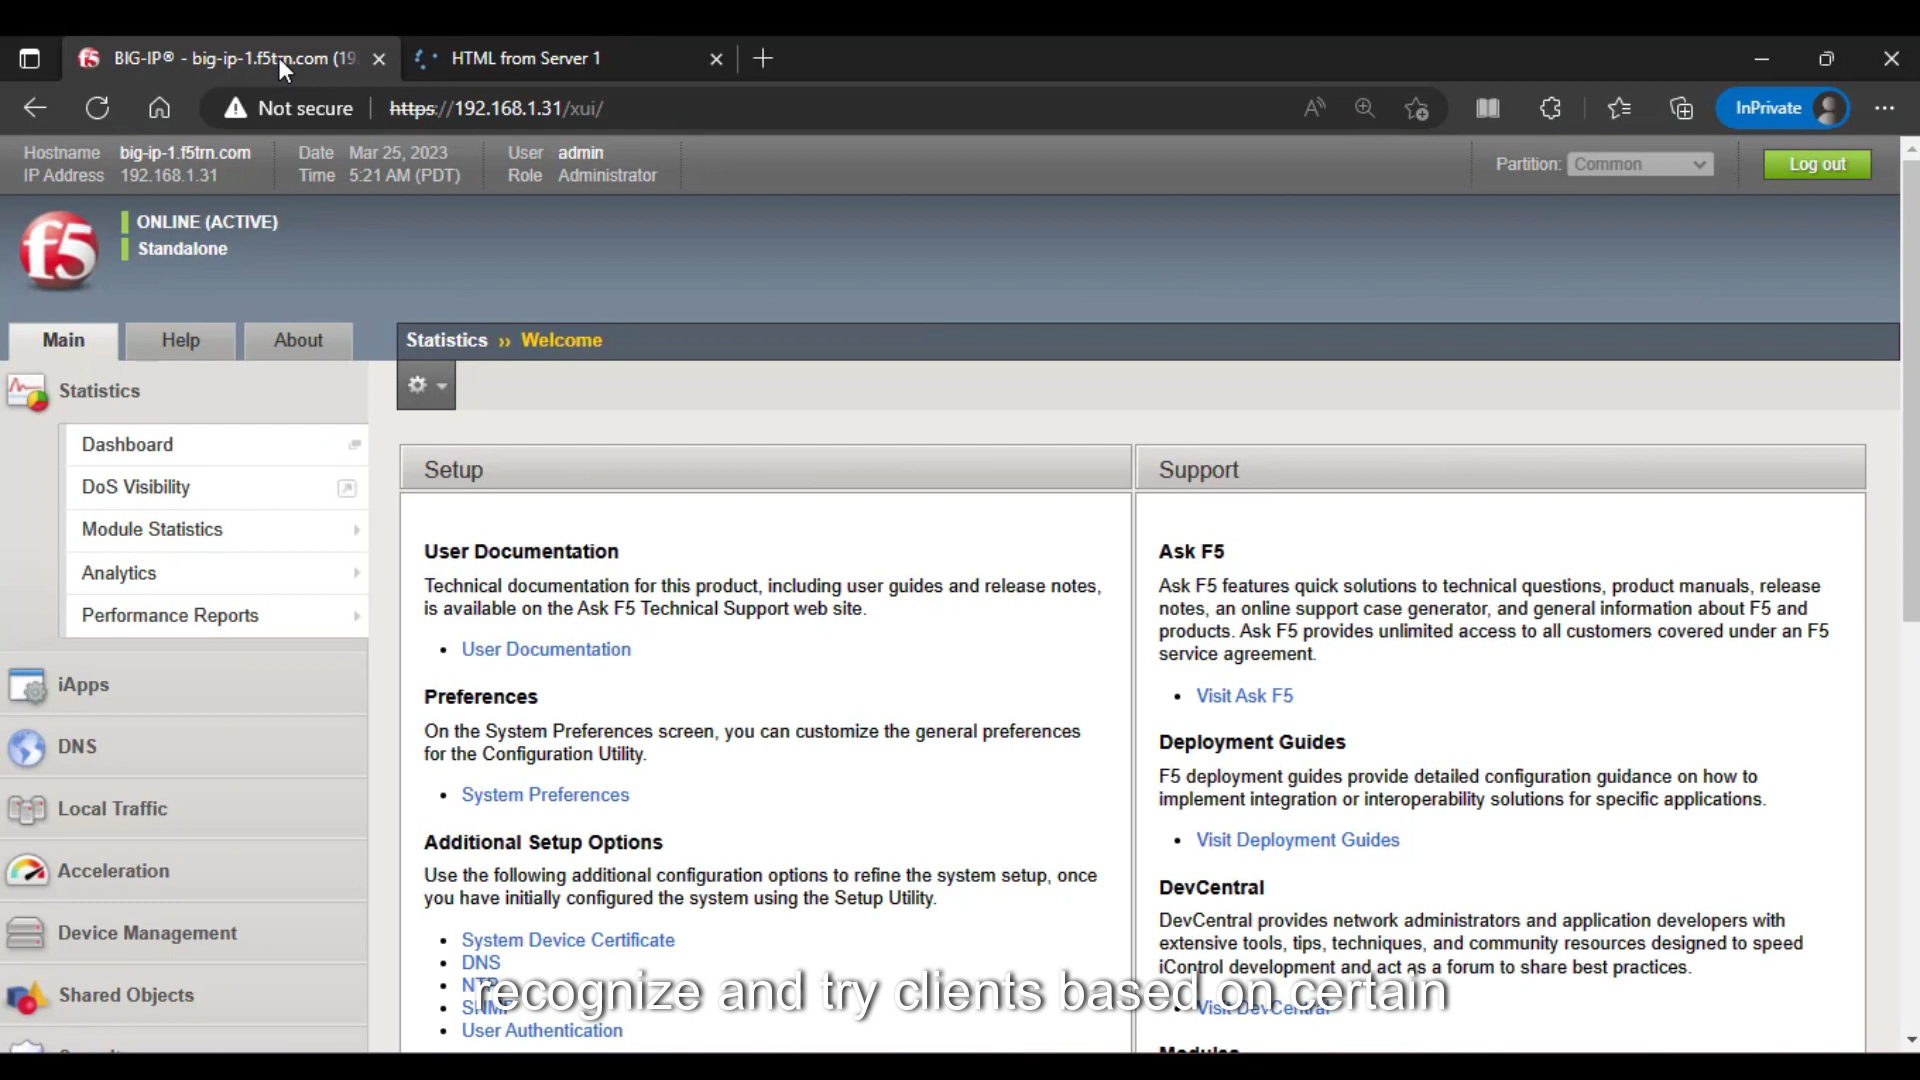 BIG-IP® - big-ip-1.f5trn.com (19
HTML from Server 1
Not secure
https://192.168.1.31/xui/
InPrivate
Hostname big-ip-1.f5trn.com
IP Address 192.168.1.31
Date Mar 25, 2023
Time 5:21 AM (PDT)
User admin
Role Administrator
Partition: Common
Log out
f5
ONLINE (ACTIVE)
Standalone
Main
Help
About
Statistics ›› Welcome
Statistics
Dashboard
DoS Visibility
Module Statistics
Analytics
Performance Reports
iApps
DNS
Local Traffic
Acceleration
Device Management
Shared Objects
Setup
User Documentation
Technical documentation for this product, including user guides and release notes,
is available on the Ask F5 Technical Support web site.
• User Documentation
Preferences
On the System Preferences screen, you can customize the general preferences
for the Configuration Utility.
• System Preferences
Additional Setup Options
Use the following additional configuration options to refine the system setup, once
you have initially configured the system using the Setup Utility.
• System Device Certificate
• DNS
• NTP
• SNMP
• User Authentication
Support
Ask F5
Ask F5 features quick solutions to technical questions, product manuals, release
notes, an online support case generator, and general information about F5 and
products. Ask F5 provides unlimited access to all customers covered under an F5
service agreement.
• Visit Ask F5
Deployment Guides
F5 deployment guides provide detailed configuration guidance on how to
implement integration or interoperability solutions for specific applications.
• Visit Deployment Guides
DevCentral
DevCentral provides network administrators and application developers with
extensive tools, tips, techniques, and community resources designed to speed
iControl development and act as a forum to share best practices.
• Visit DevCentral
Modules
recognize and try clients based on certain